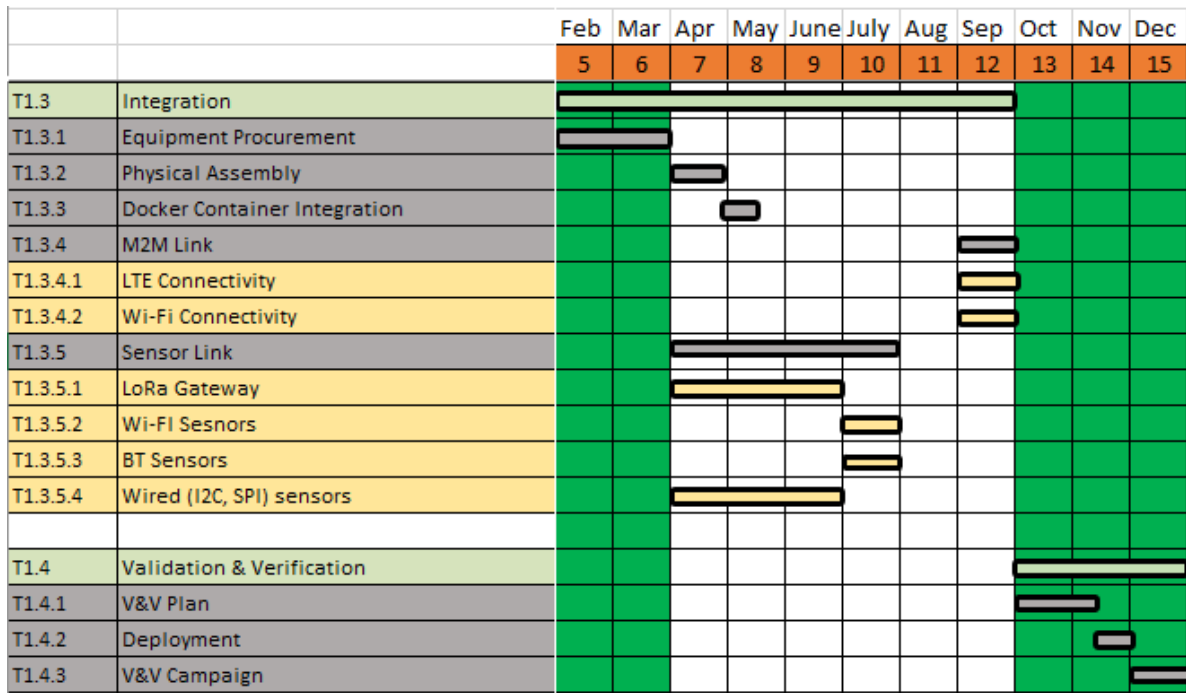 Feb Mar Apr May June July Aug Sep Oct Nov Dec
5 6 7 8 9 10 11 12 13 14 15
T1.3 Integration
T1.3.1 Equipment Procurement
T1.3.2 Physical Assembly
T1.3.3 Docker Container Integration
T1.3.4 M2M Link
T1.3.4.1 LTE Connectivity
T1.3.4.2 Wi-Fi Connectivity
T1.3.5 Sensor Link
T1.3.5.1 LoRa Gateway
T1.3.5.2 Wi-FI Sesnors
T1.3.5.3 BT Sensors
T1.3.5.4 Wired (I2C, SPI) sensors
T1.4 Validation & Verification
T1.4.1 V&V Plan
T1.4.2 Deployment
T1.4.3 V&V Campaign